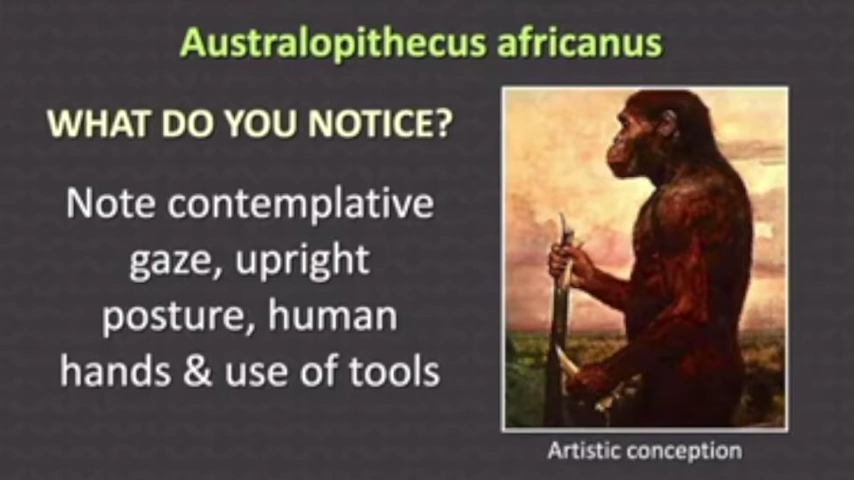 Australopithecus africanus
WHAT DO YOU NOTICE?
Note contemplative
gaze, upright
posture, human
hands & use of tools
Artistic conception